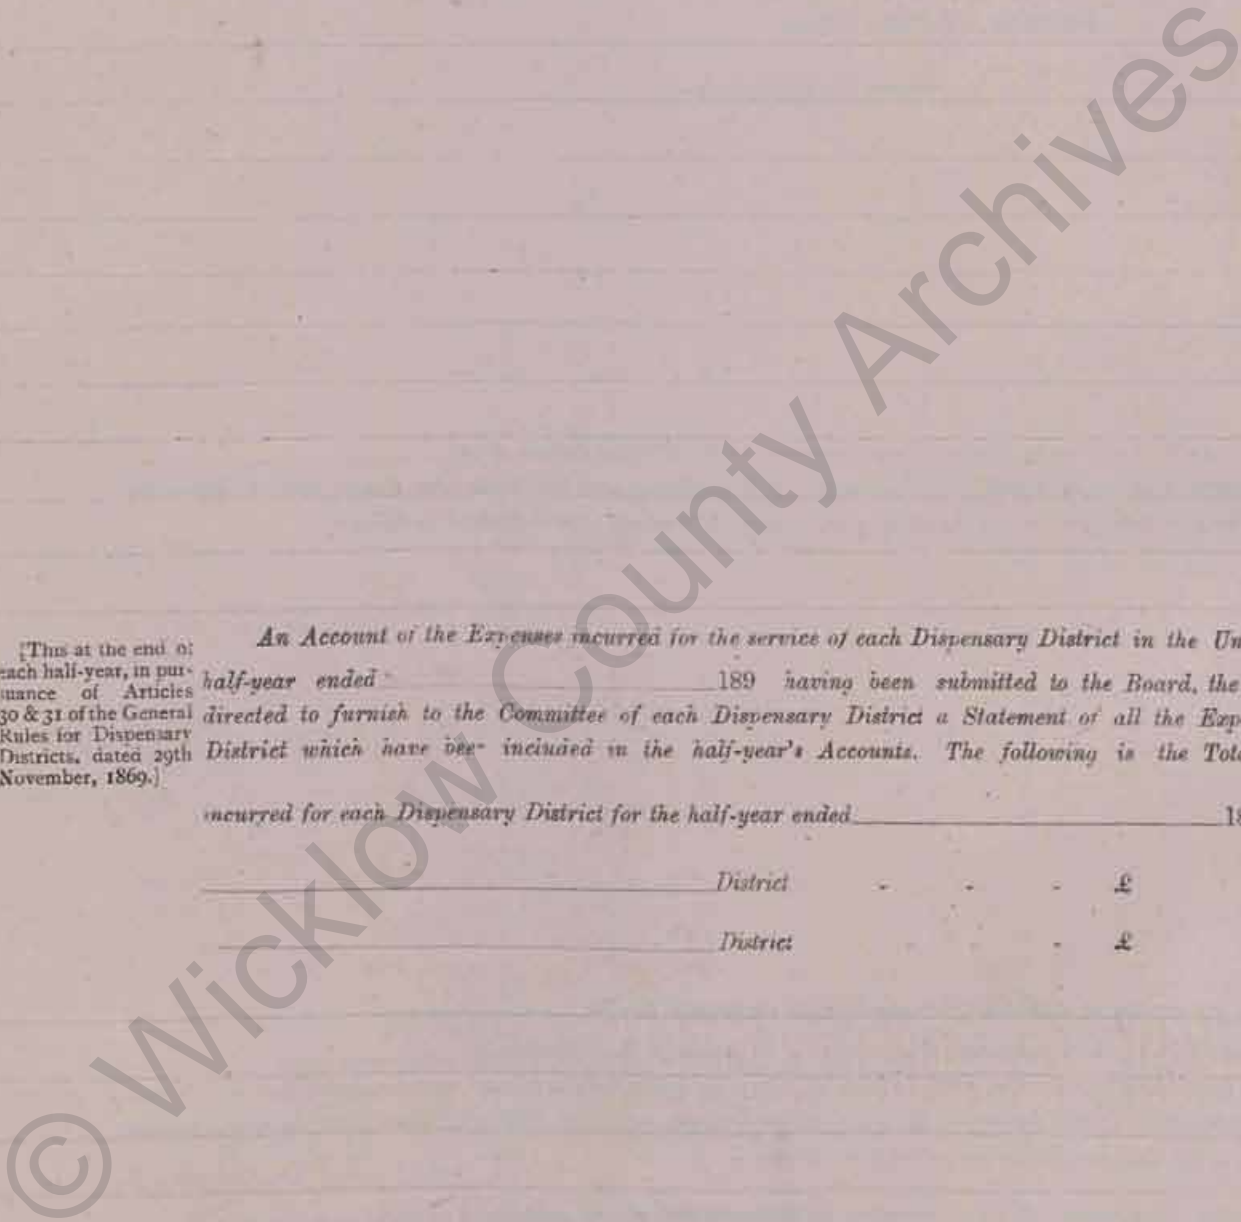 [This at the end of
each half-year, in pur-
suance of Articles
30 & 31 of the General
Rules for Dispensary
Districts, dated 29th
November, 1869.]
An Account of the Expenses incurred for the service of each Dispensary District in the Un
half-year ended 189 having been submitted to the Board, the
directed to furnish to the Committee of each Dispensary District a Statement of all the Exp
District which have been included in the half-year's Accounts. The following is the Tota
incurred for each Dispensary District for the half-year ended 18
District - - - £
District - - - £
© Wicklow County Archives